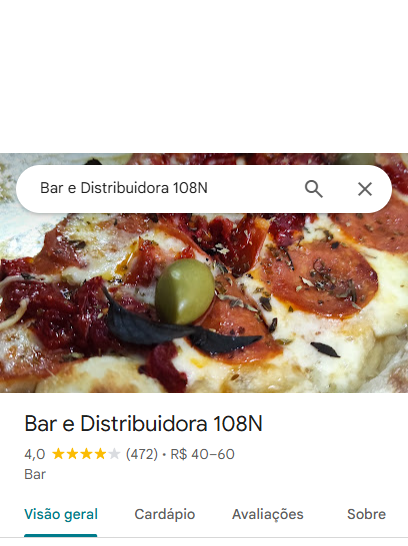 Bar e Distribuidora 108N
Bar e Distribuidora 108N
4,0 (472) • R$ 40–60
Bar
Visão geral Cardápio Avaliações Sobre